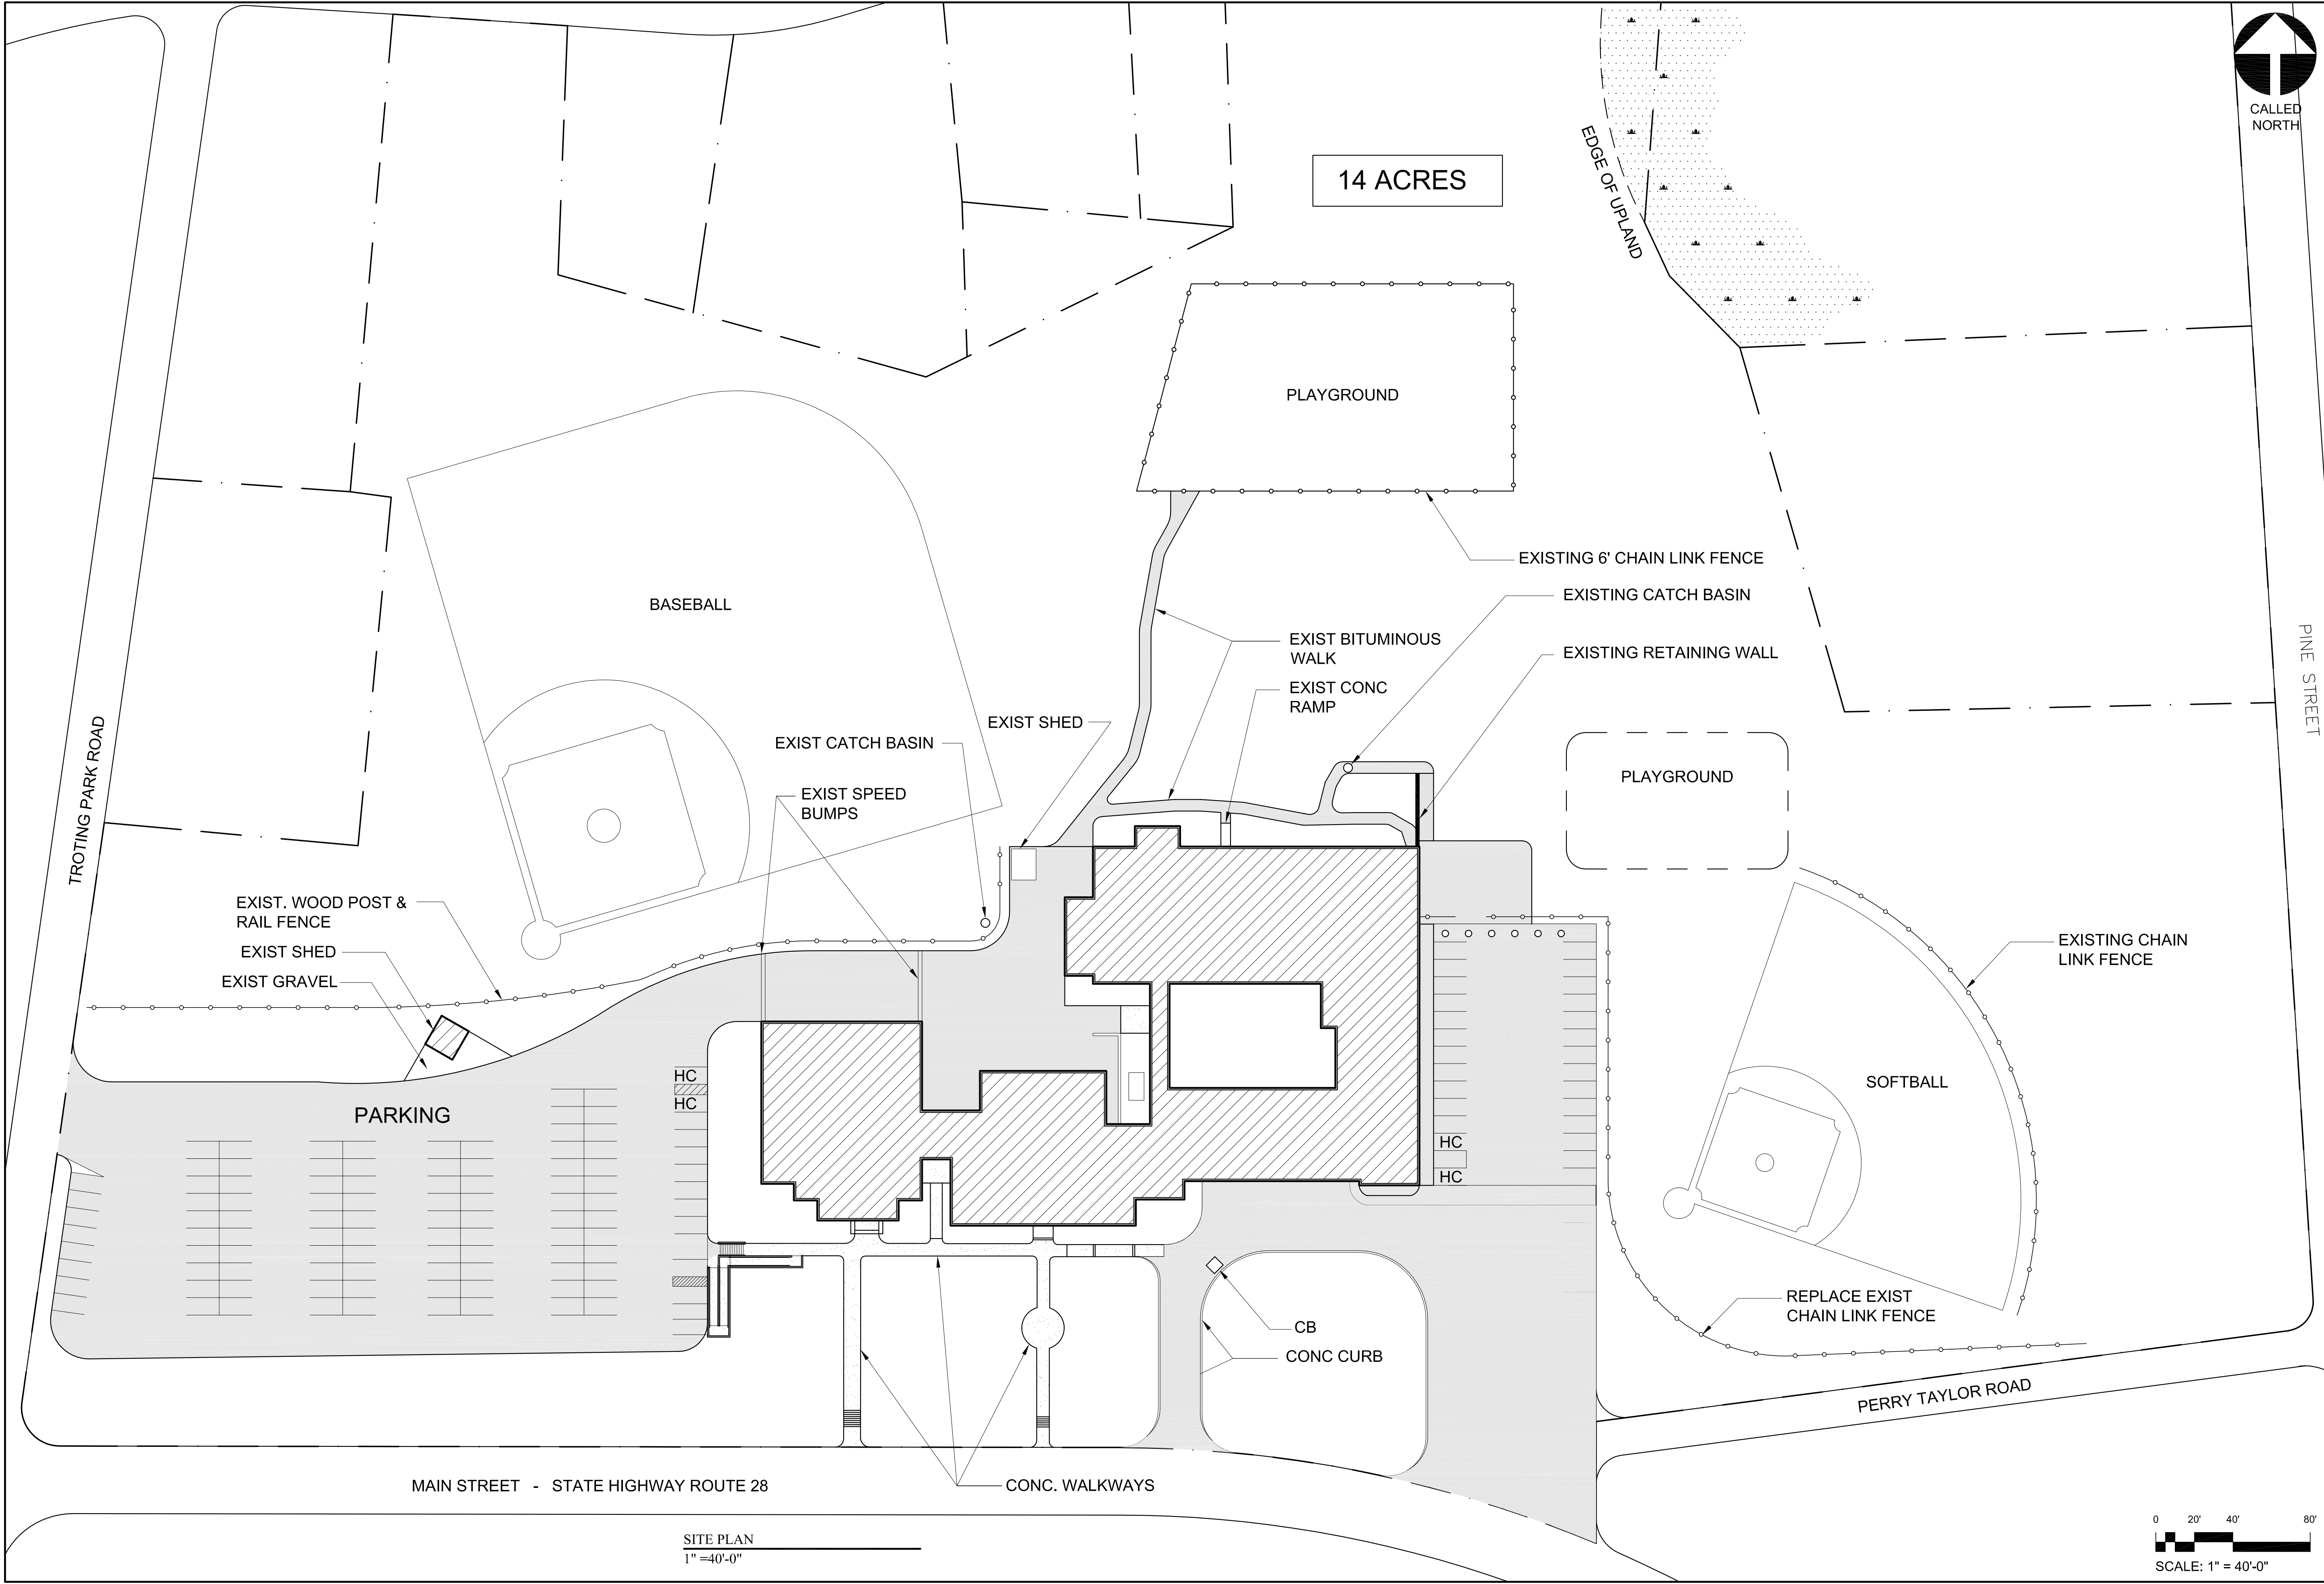 CALLED
NORTH
14 ACRES
EDGE OF UPLAND
PLAYGROUND
EXISTING 6' CHAIN LINK FENCE
EXISTING CATCH BASIN
BASEBALL
EXIST BITUMINOUS
WALK
EXISTING RETAINING WALL
PINE STREET
EXIST CONC
RAMP
EXIST SHED
EXIST CATCH BASIN
TROTING PARK ROAD
PLAYGROUND
EXIST SPEED
BUMPS
EXIST. WOOD POST &
RAIL FENCE
EXIST SHED
EXIST GRAVEL
EXISTING CHAIN
LINK FENCE
HC
HC
PARKING
SOFTBALL
HC
HC
REPLACE EXIST
CHAIN LINK FENCE
CB
CONC CURB
PERRY TAYLOR ROAD
MAIN STREET - STATE HIGHWAY ROUTE 28
CONC. WALKWAYS
SITE PLAN
1" =40'-0"
0 20' 40' 80'
SCALE: 1" = 40'-0"